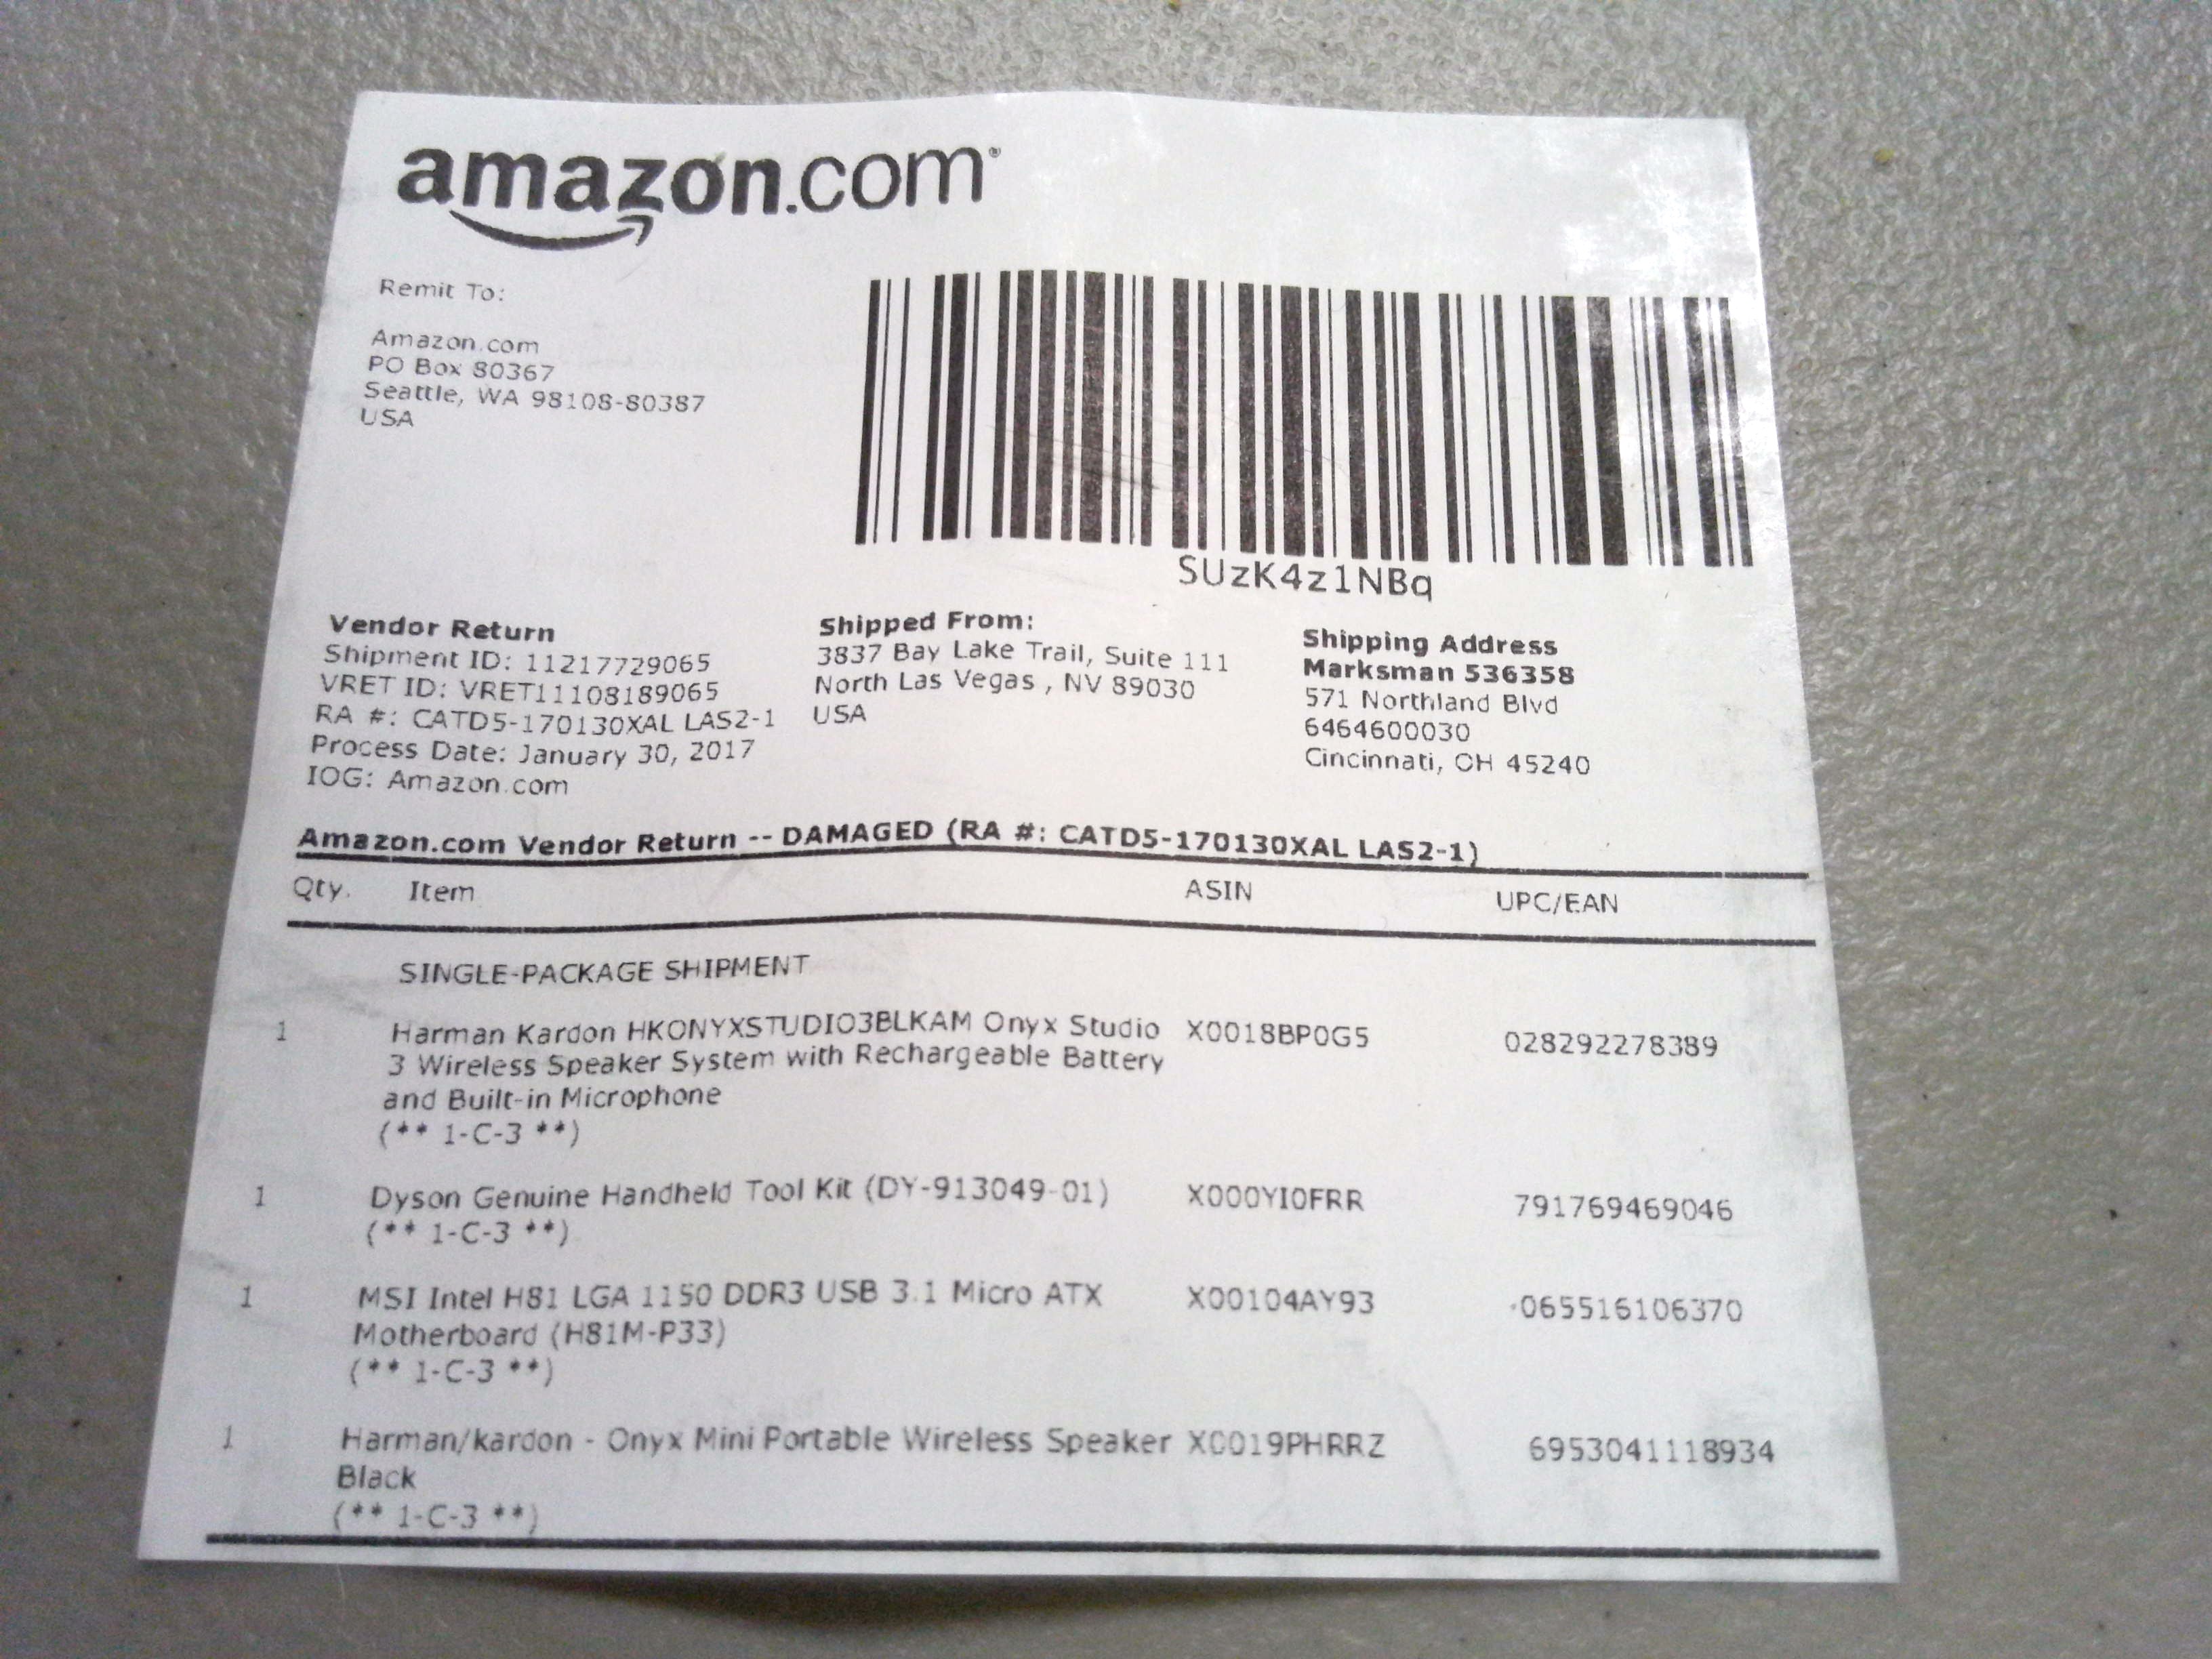 amazon.com
Remit To:
Amazon.com
PO Box 80367
Seattle, WA 98108-80387
USA
SUzK4z1NBq
Vendor Return
Shipment ID: 11217729065
VRET ID: VRET11108189065
RA #: CATD5-170130XAL LAS2-1
Process Date: January 30, 2017
IOG: Amazon.com
Shipped From:
3837 Bay Lake Trail, Suite 111
North Las Vegas , NV 89030
USA
Shipping Address
Marksman 536358
571 Northland Blvd
6464600030
Cincinnati, OH 45240
Amazon.com Vendor Return -- DAMAGED (RA #: CATD5-170130XAL LAS2-1)
Qty. Item ASIN UPC/EAN
SINGLE-PACKAGE SHIPMENT
1 Harman Kardon HKONYXSTUDIO3BLKAM Onyx Studio X0018BP0G5 028292278389
3 Wireless Speaker System with Rechargeable Battery
and Built-in Microphone
(** 1-C-3 **)
1 Dyson Genuine Handheld Tool Kit (DY-913049-01) X000YI0FRR 791769469046
(** 1-C-3 **)
1 MSI Intel H81 LGA 1150 DDR3 USB 3.1 Micro ATX X00104AY93 065516106370
Motherboard (H81M-P33)
(** 1-C-3 **)
1 Harman/kardon - Onyx Mini Portable Wireless Speaker X0019PHRRZ 6953041118934
Black
(** 1-C-3 **)